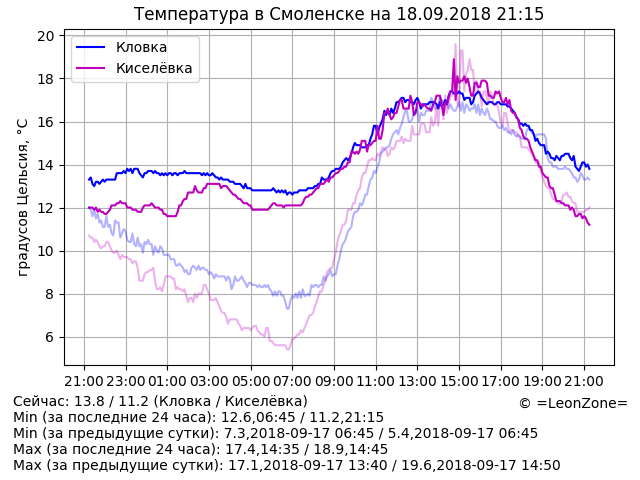 Температура в Смоленске на 18.09.2018 21:15
градусов Цельсия, °C
20
18
16
14
12
10
8
6
Кловка
Киселёвка
21:00 23:00 01:00 03:00 05:00 07:00 09:00 11:00 13:00 15:00 17:00 19:00 21:00
Сейчас: 13.8 / 11.2 (Кловка / Киселёвка)
© =LeonZone=
Min (за последние 24 часа): 12.6,06:45 / 11.2,21:15
Min (за предыдущие сутки): 7.3,2018-09-17 06:45 / 5.4,2018-09-17 06:45
Max (за последние 24 часа): 17.4,14:35 / 18.9,14:45
Max (за предыдущие сутки): 17.1,2018-09-17 13:40 / 19.6,2018-09-17 14:50